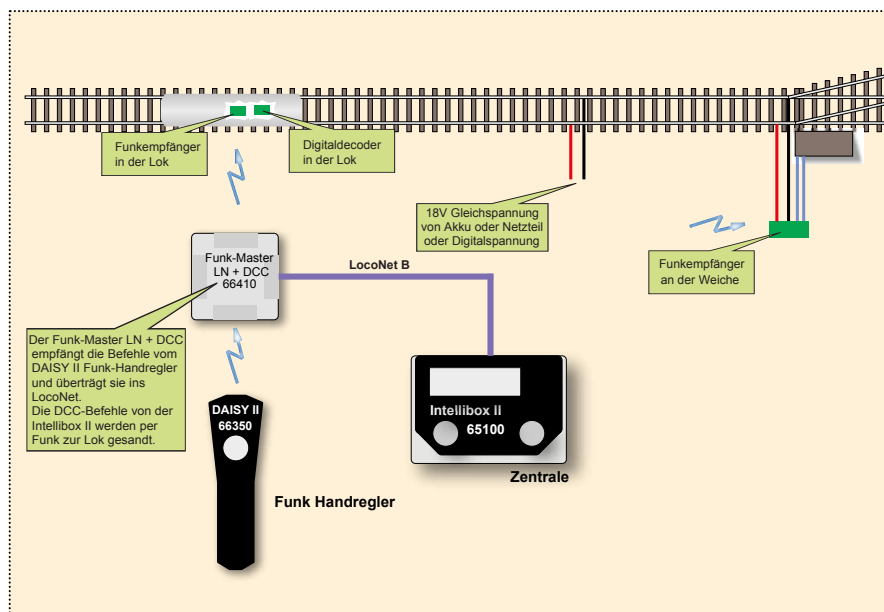 Funkempfänger
in der Lok
Digitaldecoder
in der Lok
18V Gleichspannung
von Akku oder Netzteil
oder Digitalspannung
Funkempfänger
an der Weiche
Funk-Master
LN + DCC
66410
LocoNet B
Der Funk-Master LN + DCC
empfängt die Befehle vom
DAISY II Funk-Handregler
und überträgt sie ins
LocoNet.
Die DCC-Befehle von der
Intellibox II werden per
Funk zur Lok gesandt.
DAISY II
66350
Intellibox II
65100
Zentrale
Funk Handregler